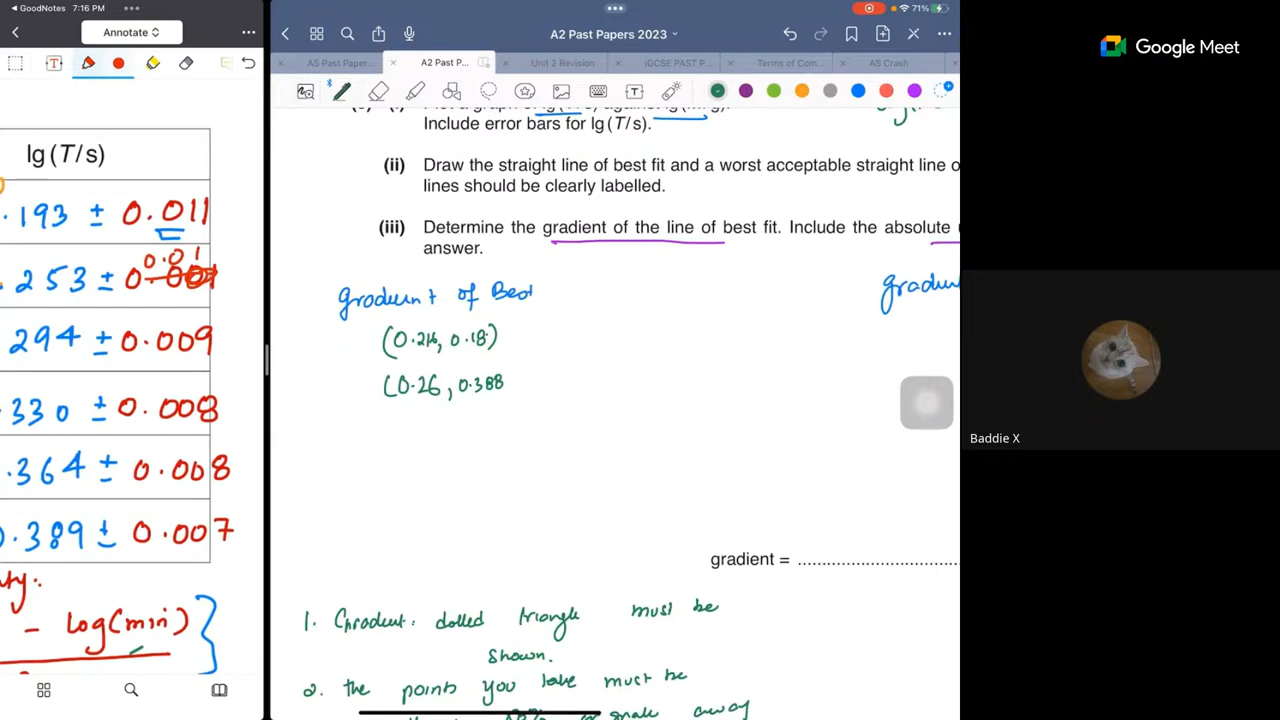 GoodNotes 7:16 PM
71%
Annotate
A2 Past Papers 2023
AS Past Paper...
A2 Past P...
Unit 2 Revision
IGCSE PAST P...
Terms of Com...
AS Crash
Google Meet
lg (T/s)
.193 ± 0.011
253 ± 0.001 0.01
294 ± 0.009
330 ± 0.008
.364 ± 0.008
0.389 ± 0.007
- log(min)
Include error bars for lg (T/s).
(ii) Draw the straight line of best fit and a worst acceptable straight line o
lines should be clearly labelled.
(iii) Determine the gradient of the line of best fit. Include the absolute
answer.
gradient of Best
(0.216, 0.18)
(0.26, 0.388
gradient = ..............................
1. Gradient: dotted triangle must be
shown.
2. the points you take must be
away
Baddie X